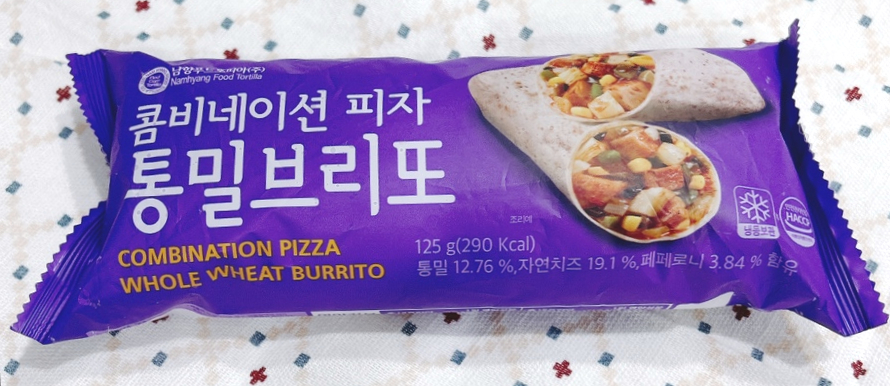 남향푸드또띠아(주)
Namhyang Food Tortilla
콤비네이션 피자
통밀브리또
조리예
COMBINATION PIZZA
WHOLE WHEAT BURRITO
125 g(290 Kcal)
통밀 12.76 %,자연치즈 19.1 %,페페로니 3.84 % 함유
냉동보관
HACCP